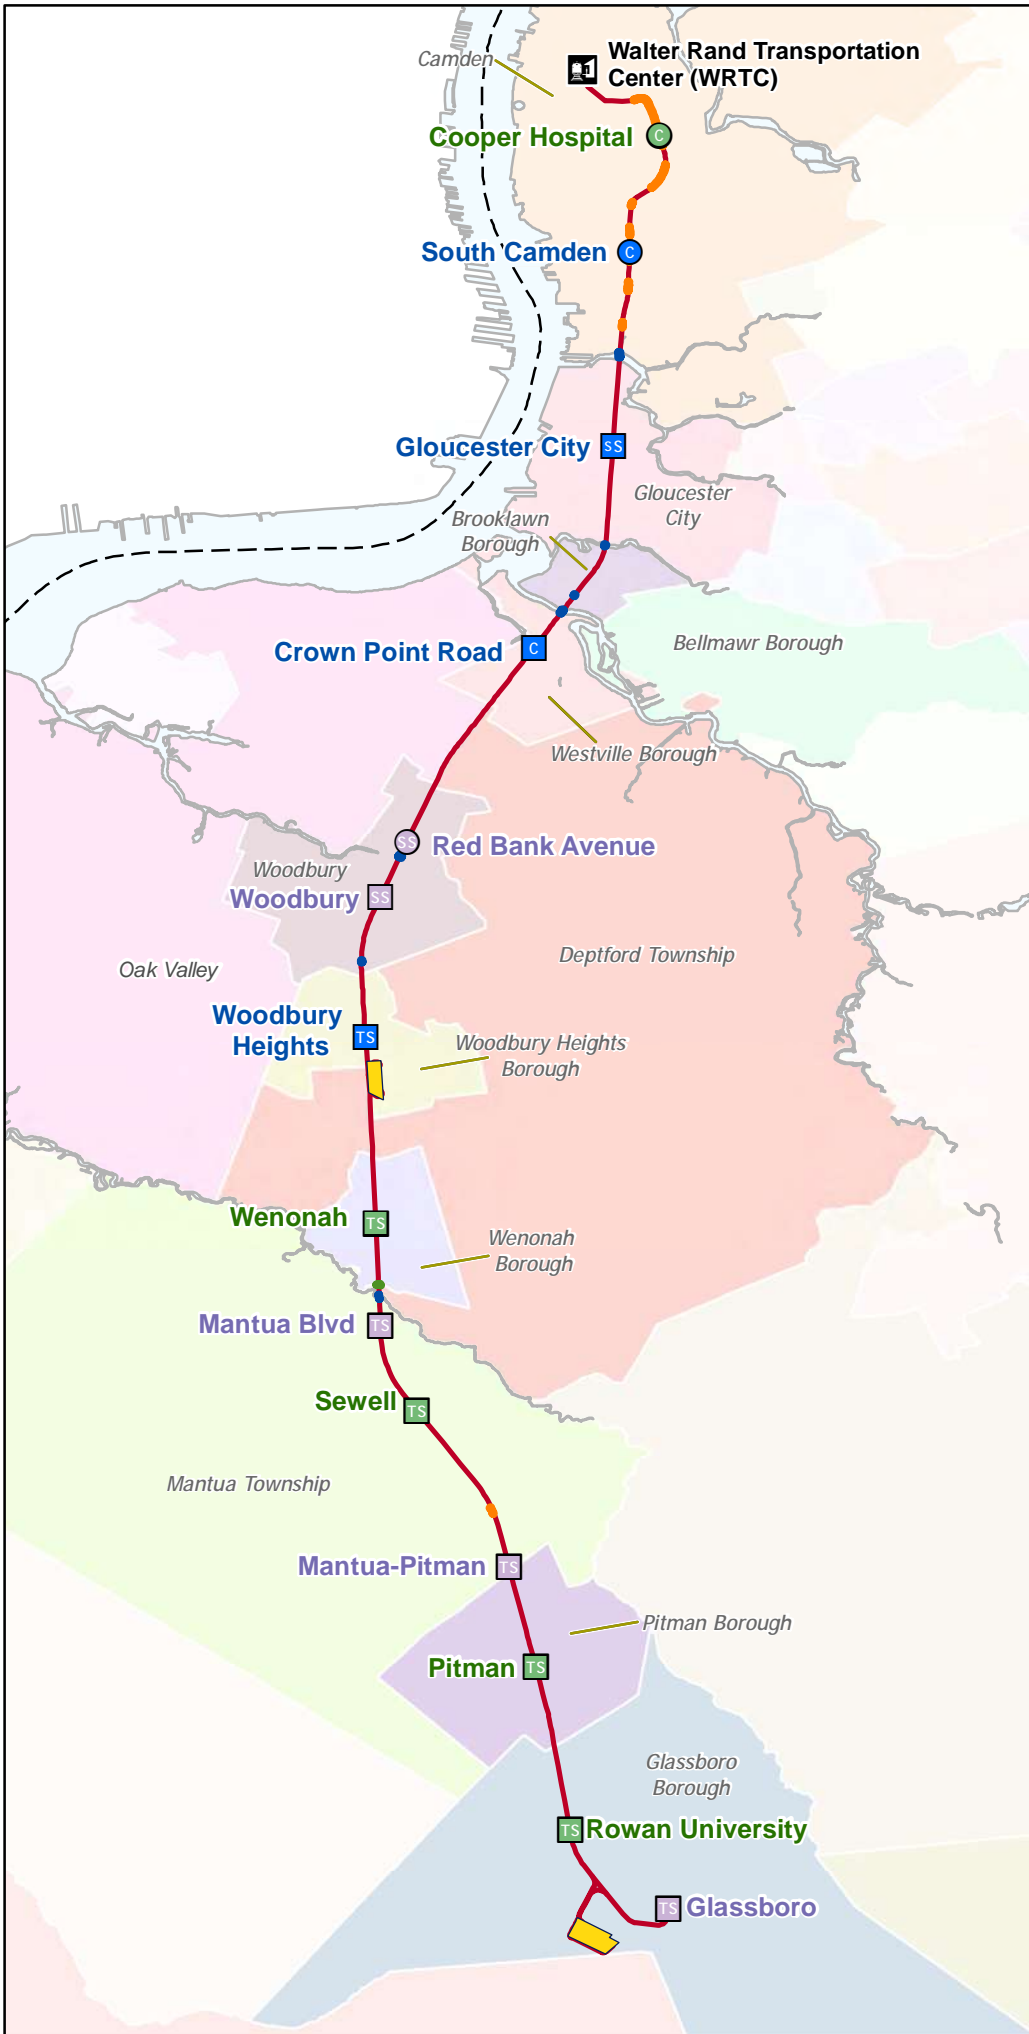 Camden
Walter Rand Transportation
Center (WRTC)
Cooper Hospital
C
South Camden
C
Gloucester City
SS
Gloucester
City
Brooklawn
Borough
Crown Point Road
C
Bellmawr Borough
Westville Borough
SS
Red Bank Avenue
Woodbury
Woodbury
SS
Deptford Township
Oak Valley
Woodbury
Heights
TS
Woodbury Heights
Borough
Wenonah
TS
Wenonah
Borough
Mantua Blvd
TS
Sewell
TS
Mantua Township
Mantua-Pitman
TS
Pitman Borough
Pitman
TS
Glassboro
Borough
TS
Rowan University
TS
Glassboro